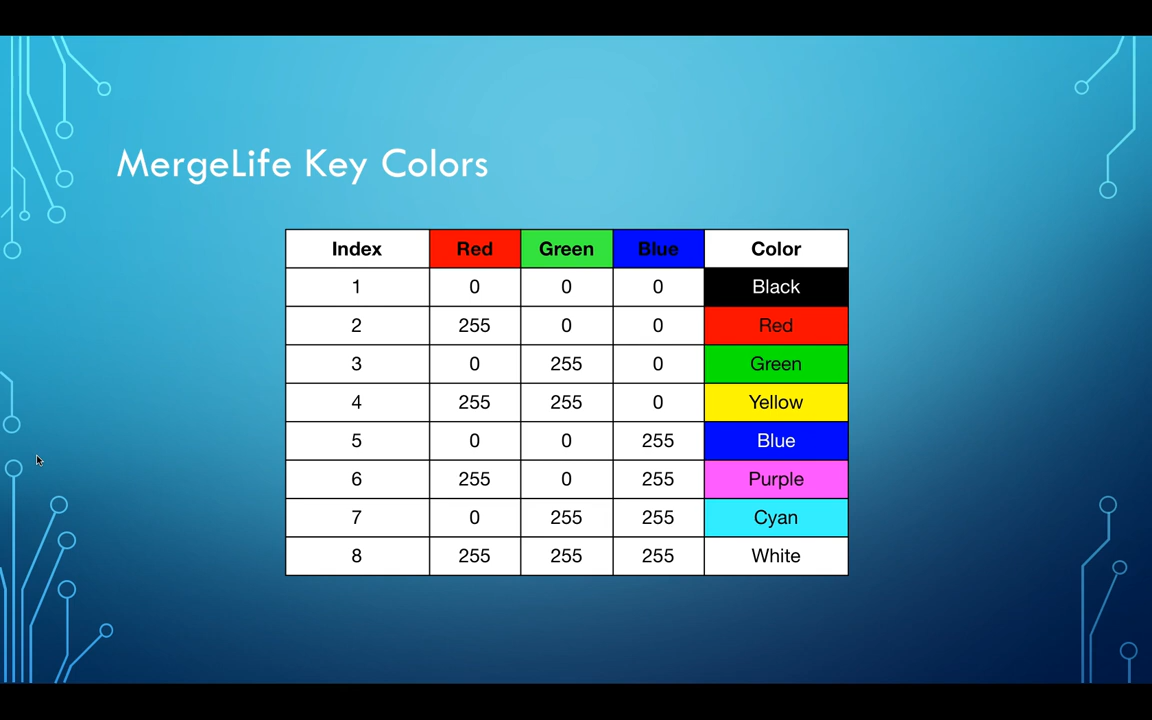 MergeLife Key Colors
Index Red Green Blue Color
1 0 0 0 Black
2 255 0 0 Red
3 0 255 0 Green
4 255 255 0 Yellow
5 0 0 255 Blue
6 255 0 255 Purple
7 0 255 255 Cyan
8 255 255 255 White